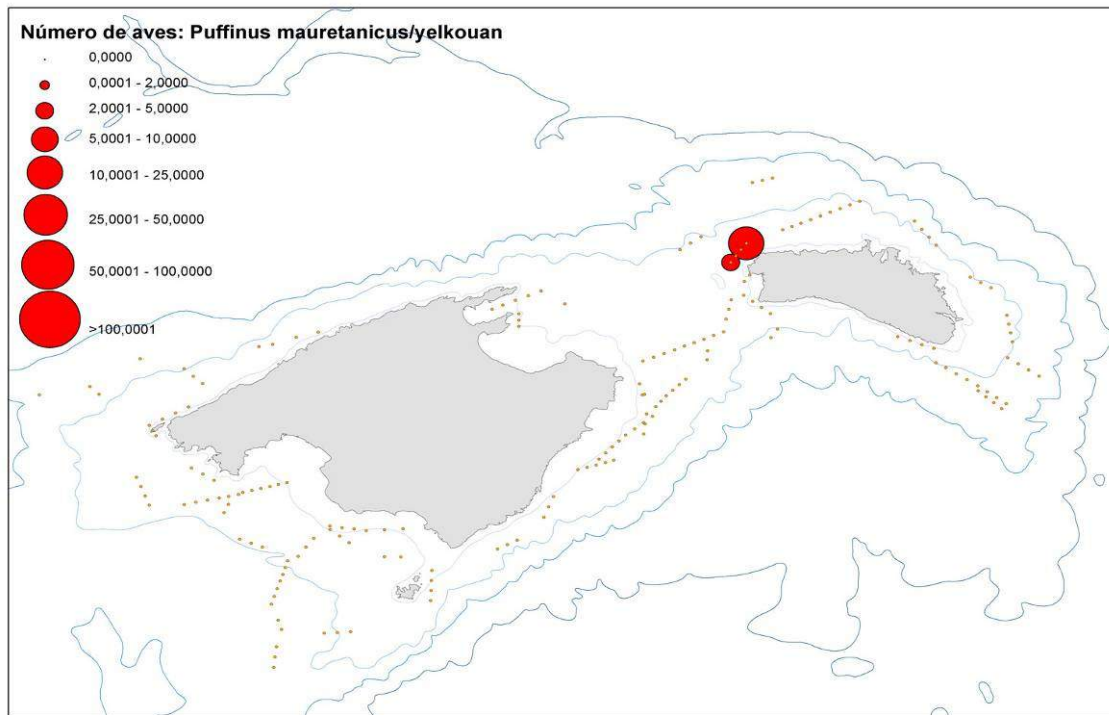 Número de aves: Puffinus mauretanicus/yelkouan
0,0000
0,0001 - 2,0000
2,0001 - 5,0000
5,0001 - 10,0000
10,0001 - 25,0000
25,0001 - 50,0000
50,0001 - 100,0000
>100,0001